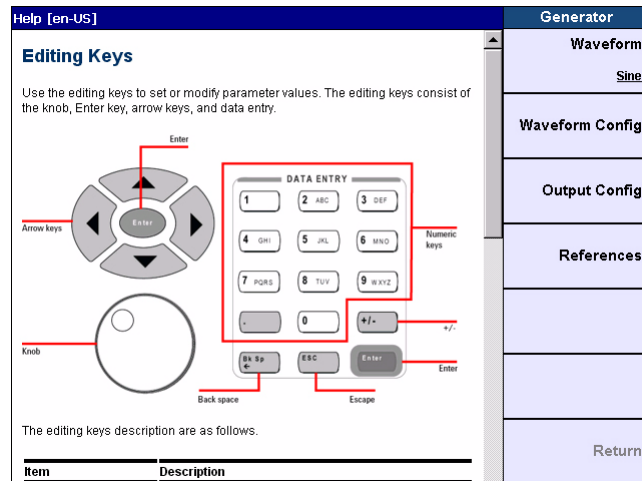 Help [en-US]
Editing Keys
Use the editing keys to set or modify parameter values. The editing keys consist of
the knob, Enter key, arrow keys, and data entry.
Enter
Enter
Arrow keys
Knob
DATA ENTRY
1
2 ABC
3 DEF
4 GHI
5 JKL
6 MNO
7 PQRS
8 TUV
9 WXYZ
.
0
+/-
Bk Sp
←
ESC
Enter
Numeric
keys
+/-
Enter
Back space
Escape
The editing keys description are as follows.
Item Description
Generator
Waveform
Sine
Waveform Config
Output Config
References
Return